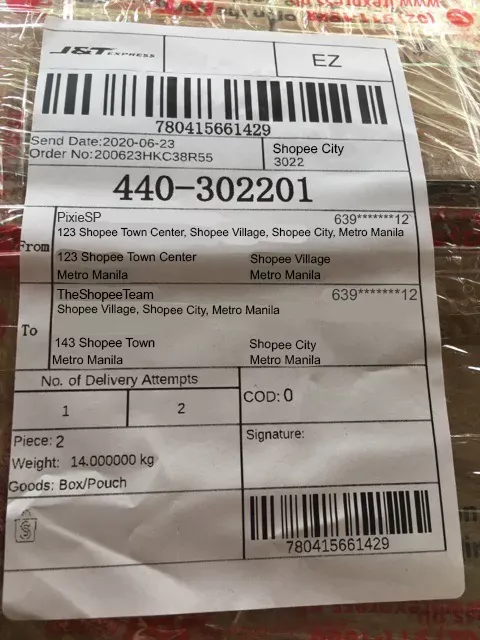 J&T EXPRESS
EZ
780415661429
Send Date:2020-06-23
Order No:200623HKC38R55
Shopee City
3022
440-302201
From
PixieSP 639*******12
123 Shopee Town Center, Shopee Village, Shopee City, Metro Manila
123 Shopee Town Center Shopee Village
Metro Manila Metro Manila
To
TheShopeeTeam 639*******12
Shopee Village, Shopee City, Metro Manila
143 Shopee Town Shopee City
Metro Manila Metro Manila
No. of Delivery Attempts
1 2
COD: 0
Piece: 2
Weight: 14.000000 kg
Goods: Box/Pouch
Signature:
780415661429